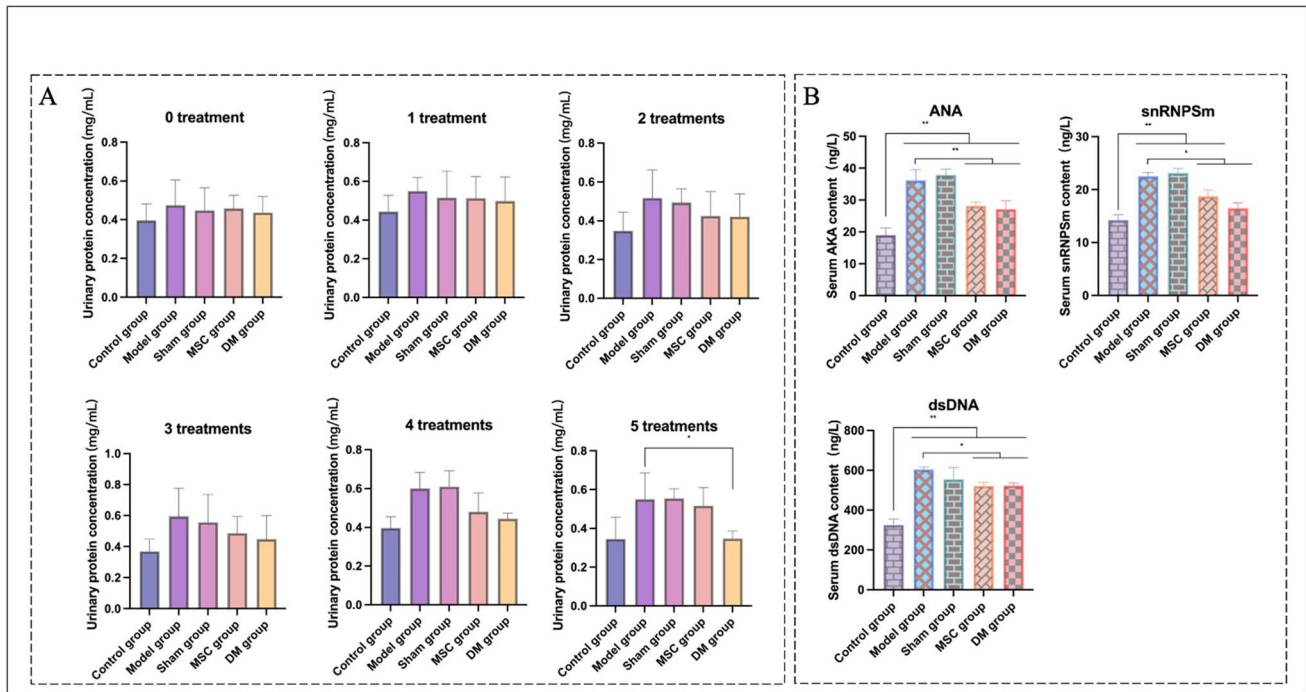 A
0 treatment
Urinary protein concentration (mg/mL)
0.8
0.6
0.4
0.2
0.0
Control group
Model group
Sham group
MSC group
DM group
1 treatment
Urinary protein concentration (mg/mL)
0.8
0.6
0.4
0.2
0.0
Control group
Model group
Sham group
MSC group
DM group
2 treatments
Urinary protein concentration (mg/mL)
0.8
0.6
0.4
0.2
0.0
Control group
Model group
Sham group
MSC group
DM group
3 treatments
Urinary protein concentration (mg/mL)
1.0
0.8
0.6
0.4
0.2
0.0
Control group
Model group
Sham group
MSC group
DM group
4 treatments
Urinary protein concentration (mg/mL)
0.8
0.6
0.4
0.2
0.0
Control group
Model group
Sham group
MSC group
DM group
5 treatments
*
Urinary protein concentration (mg/mL)
0.8
0.6
0.4
0.2
0.0
Control group
Model group
Sham group
MSC group
DM group
B
ANA
**
**
Serum AKA content (ng/L)
50
40
30
20
10
0
Control group
Model group
Sham group
MSC group
DM group
snRNPSm
**
*
Serum snRNPSm content (ng/L)
30
20
10
0
Control group
Model group
Sham group
MSC group
DM group
dsDNA
**
*
Serum dsDNA content (ng/L)
800
600
400
200
0
Control group
Model group
Sham group
MSC group
DM group